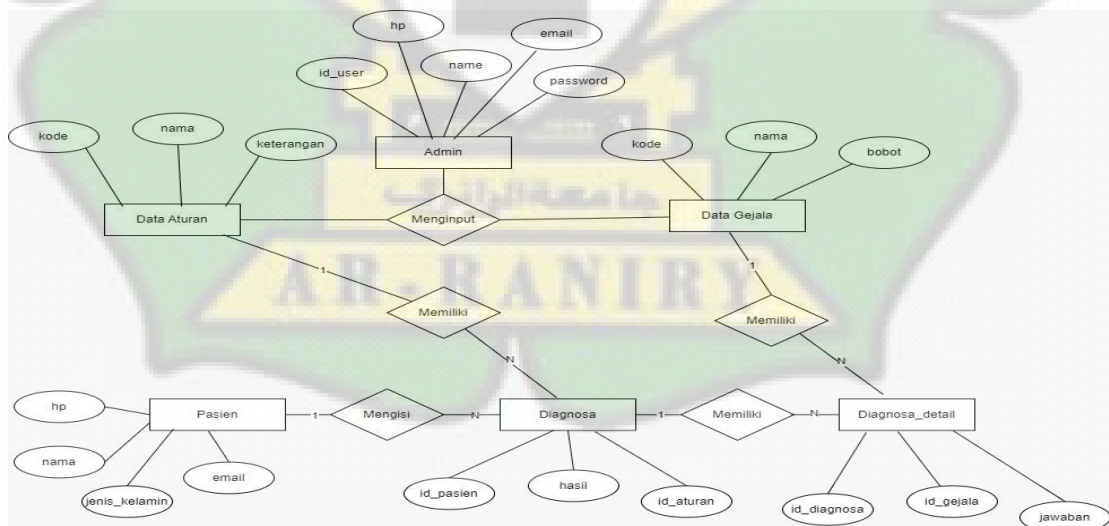 hp
email
name
id_user
password
nama
kode
keterangan
Admin
kode
nama
bobot
جامعة الرانري
Data Aturan
Menginput
Data Gejala
AR-RANIRY
1
1
Memiliki
Memiliki
N
N
hp
Pasien
1
Mengisi
N
Diagnosa
1
Memiliki
N
Diagnosa_detail
nama
email
jenis_kelamin
id_pasien
hasil
id_aturan
id_diagnosa
id_gejala
jawaban